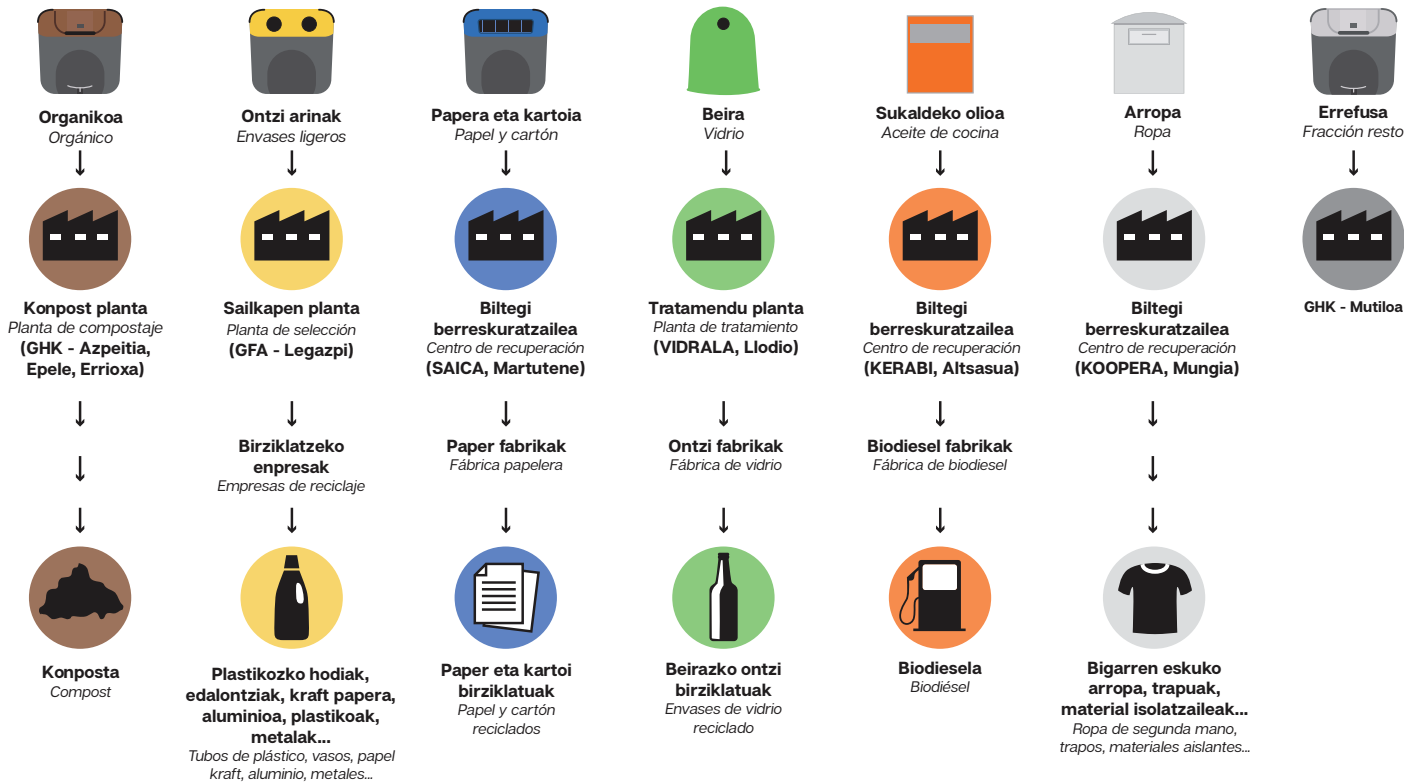 Organikoa
Orgánico
Ontzi arinak
Envases ligeros
Papera eta kartoia
Papel y cartón
Beira
Vidrio
Sukaldeko olioa
Aceite de cocina
Arropa
Ropa
Errefusa
Fracción resto
Konpost planta
Planta de compostaje
(GHK - Azpeitia,
Epele, Errioxa)
Sailkapen planta
Planta de selección
(GFA - Legazpi)
Biltegi
berreskuratzailea
Centro de recuperación
(SAICA, Martutene)
Tratamendu planta
Planta de tratamiento
(VIDRALA, Llodio)
Biltegi
berreskuratzailea
Centro de recuperación
(KERABI, Altsasua)
Biltegi
berreskuratzailea
Centro de recuperación
(KOOPERA, Mungia)
GHK - Mutiloa
Birziklatzeko
enpresak
Empresas de reciclaje
Paper fabrikak
Fábrica papelera
Ontzi fabrikak
Fábrica de vidrio
Biodiesel fabrikak
Fábrica de biodiesel
Konposta
Compost
Plastikozko hodiak,
edalontziak, kraft papera,
aluminioa, plastikoak,
metalak...
Tubos de plástico, vasos, papel
kraft, aluminio, metales...
Paper eta kartoi
birziklatuak
Papel y cartón
reciclados
Beirazko ontzi
birziklatuak
Envases de vidrio
reciclado
Biodiesela
Biodiésel
Bigarren eskuko
arropa, trapuak,
material isolatzaileak...
Ropa de segunda mano,
trapos, materiales aislantes...